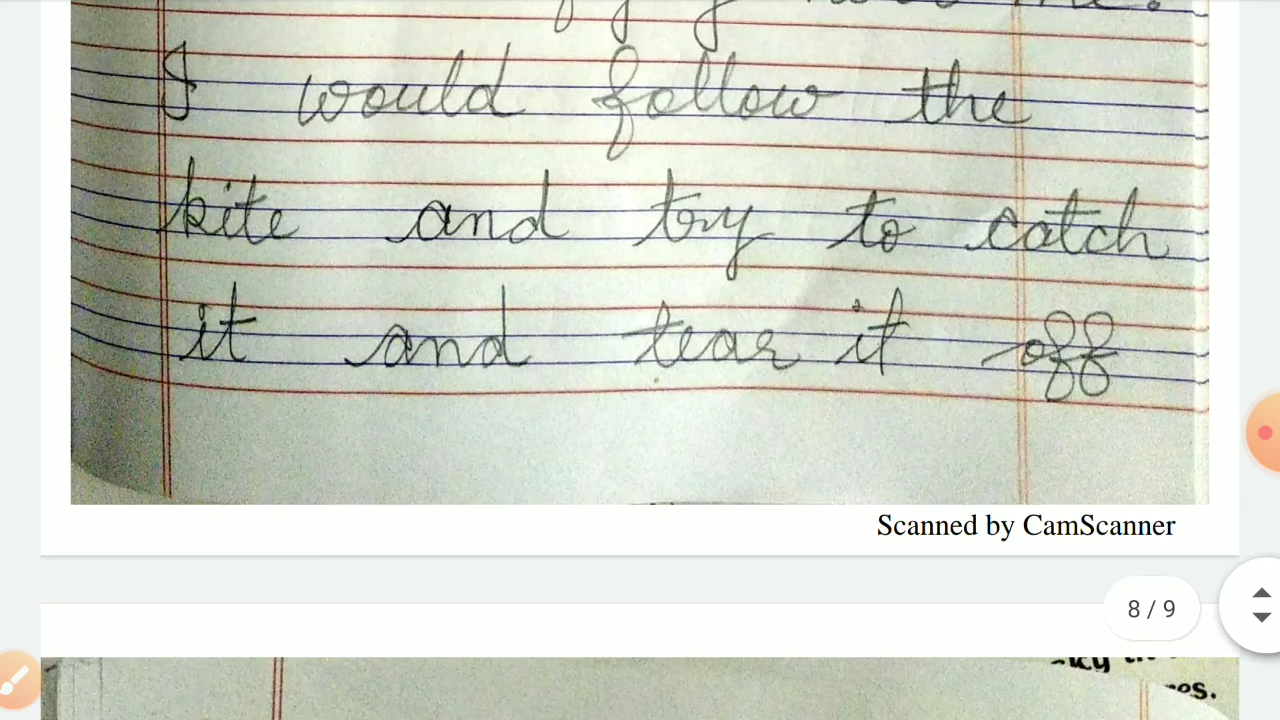 I would follow the
kite and try to catch
it and tear it off
Scanned by CamScanner
8 / 9